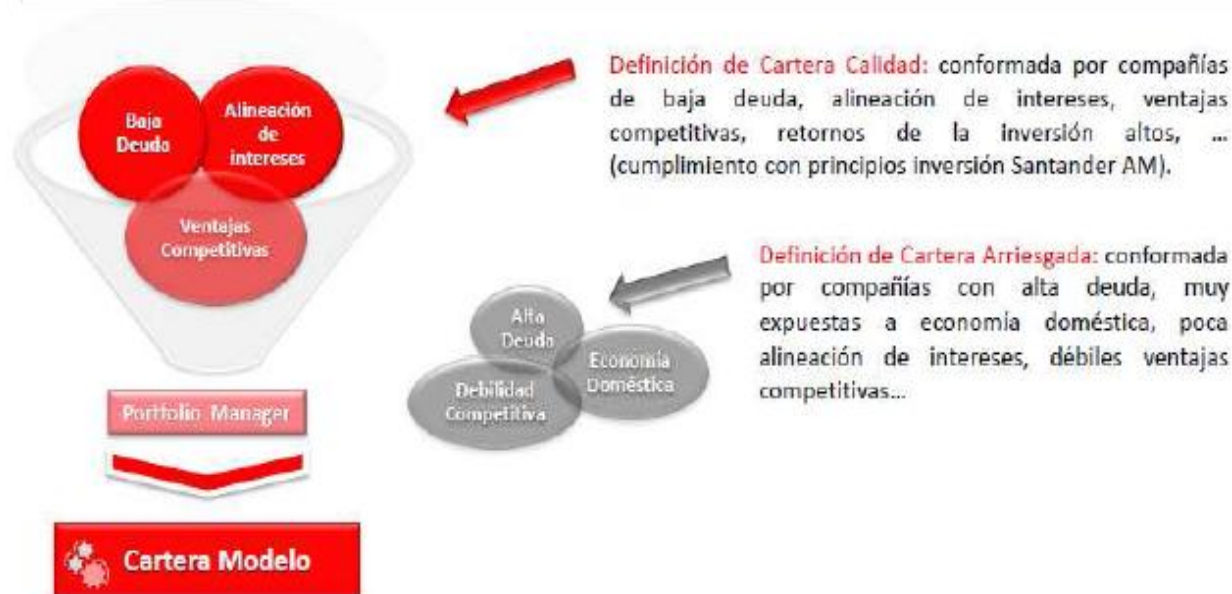 Baja
Deuda
Alineación
de
intereses
Ventajas
Competitivas
Portfolio Manager
Cartera Modelo
Definición de Cartera Calidad: conformada por compañías
de baja deuda, alineación de intereses, ventajas
competitivas, retornos de la inversión altos, ...
(cumplimiento con principios inversión Santander AM).
Alta
Deuda
Economía
Doméstica
Debilidad
Competitiva
Definición de Cartera Arriesgada: conformada
por compañías con alta deuda, muy
expuestas a economía doméstica, poca
alineación de intereses, débiles ventajas
competitivas...